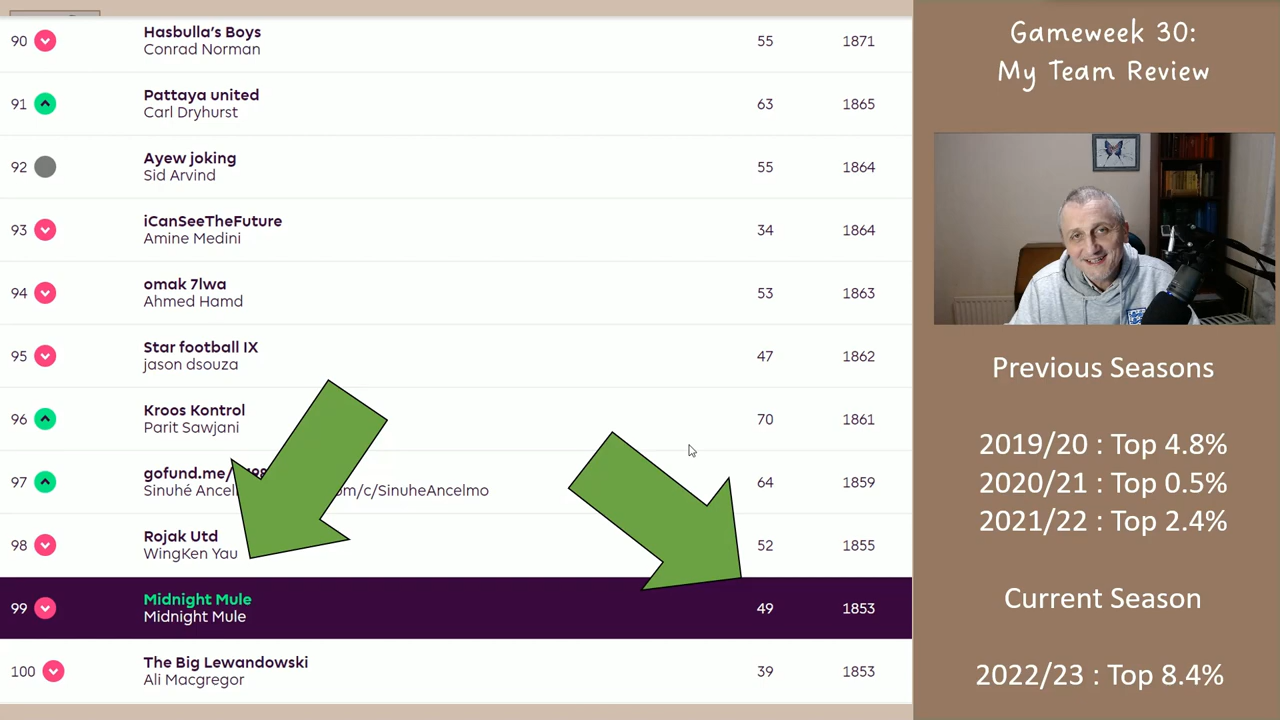 90 Hasbulla's Boys 55 1871
Conrad Norman
91 Pattaya united 63 1865
Carl Dryhurst
92 Ayew joking 55 1864
Sid Arvind
93 iCanSeeTheFuture 34 1864
Amine Medini
94 omak 7lwa 53 1863
Ahmed Hamd
95 Star football IX 47 1862
jason dsouza
96 Kroos Kontrol 70 1861
Parit Sawjani
97 64 1859
Sinuhé
98 Rojak Utd 52 1855
WingKen Yau
99 Midnight Mule 49 1853
Midnight Mule
100 The Big Lewandowski 39 1853
Ali Macgregor
Gameweek 30:
My Team Review
Previous Seasons
2019/20 : Top 4.8%
2020/21 : Top 0.5%
2021/22 : Top 2.4%
Current Season
2022/23 : Top 8.4%